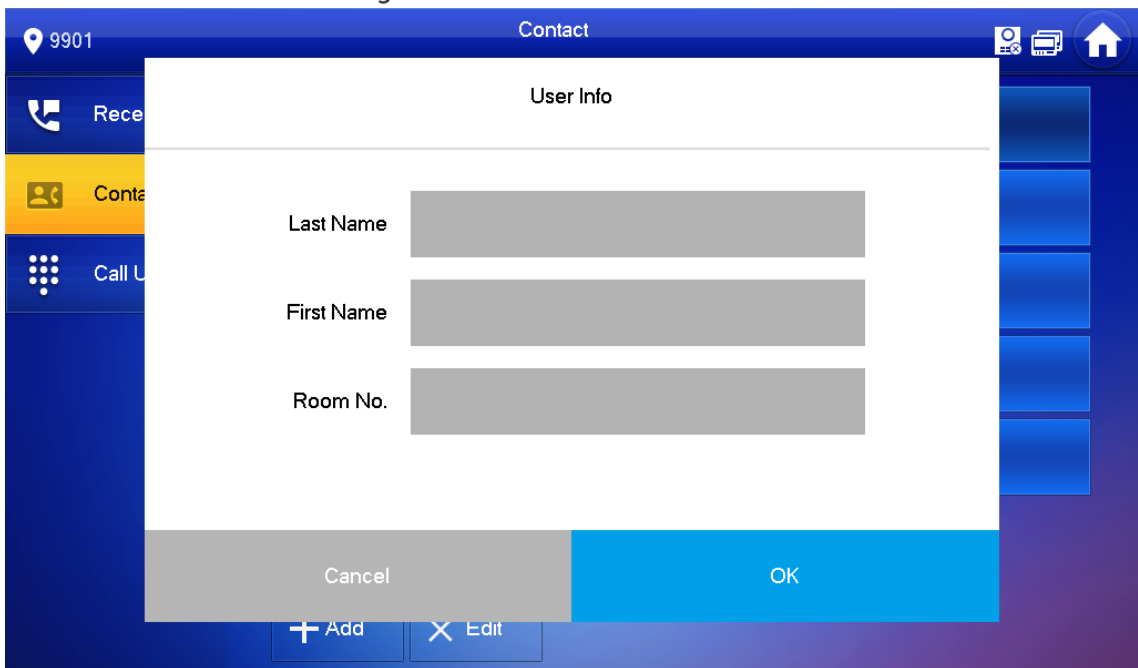 9901
Contact
User Info
Rece
Conta
Call U
Last Name
First Name
Room No.
Cancel
OK
Add
Edit